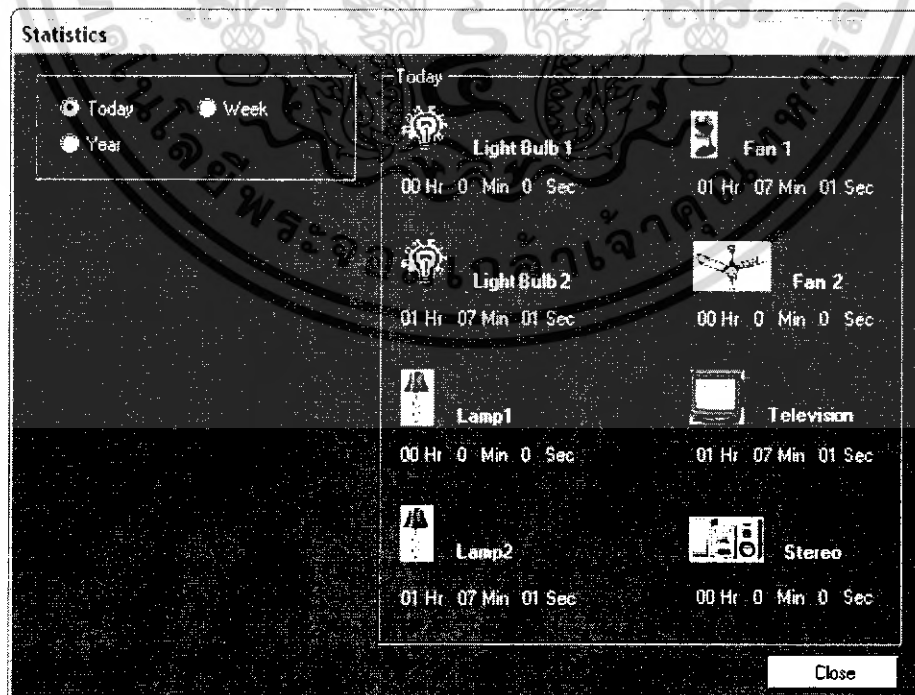 Statistics
Today Week
Year
Today
Light Bulb 1 Fan 1
00 Hr 0 Min 0 Sec 01 Hr 07 Min 01 Sec
Light Bulb 2 Fan 2
01 Hr 07 Min 01 Sec 00 Hr 0 Min 0 Sec
Lamp1 Television
00 Hr 0 Min 0 Sec 01 Hr 07 Min 01 Sec
Lamp2 Stereo
01 Hr 07 Min 01 Sec 00 Hr 0 Min 0 Sec
Close